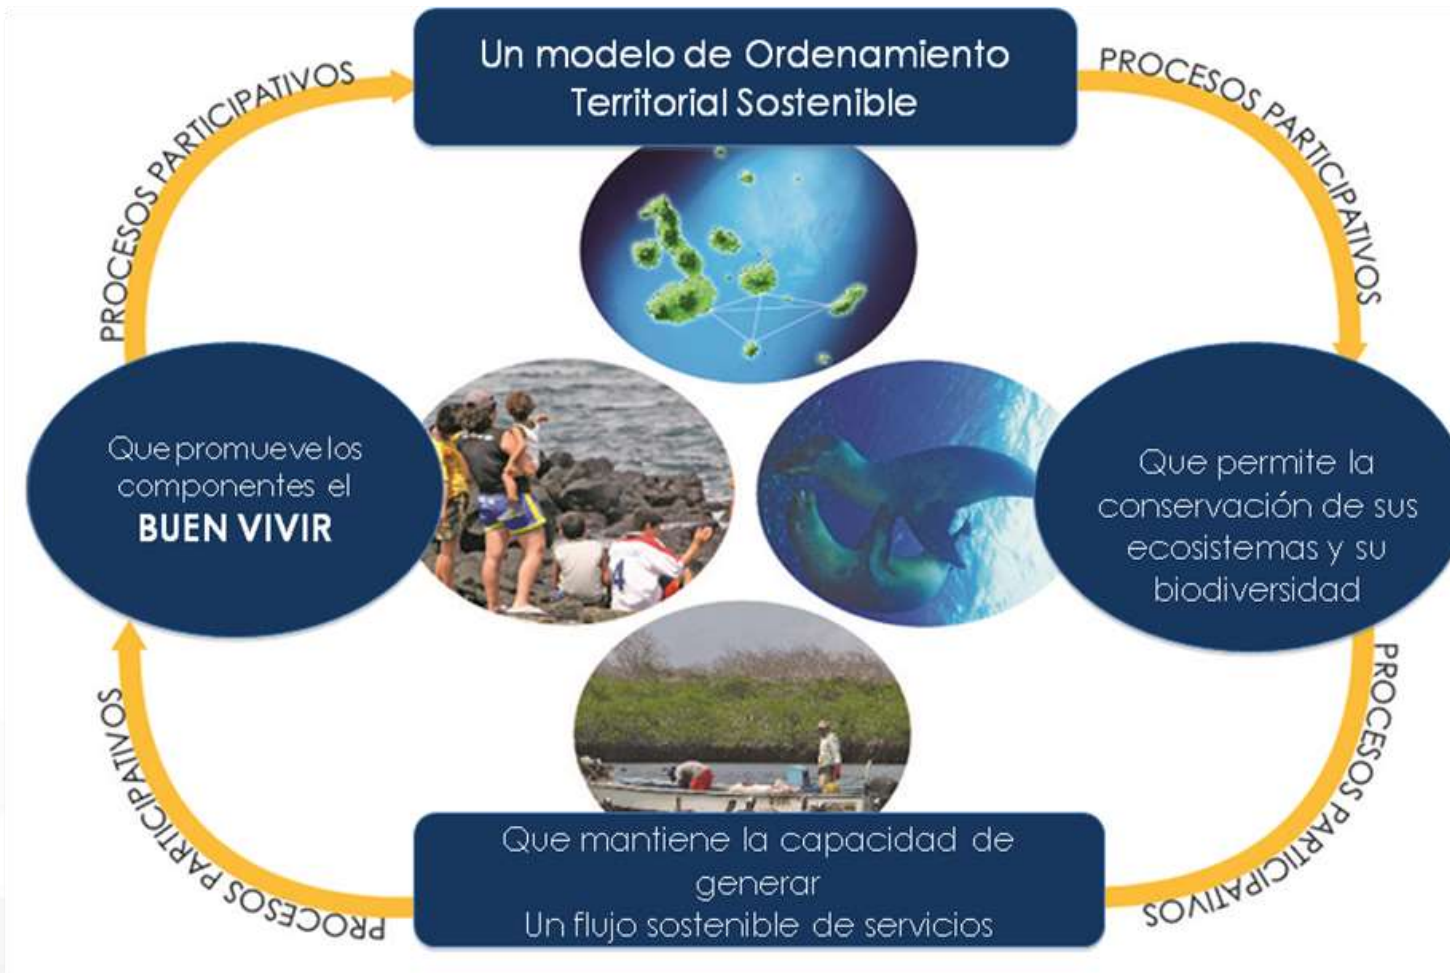 Un modelo de Ordenamiento
Territorial Sostenible
PROCESOS PARTICIPATIVOS
PROCESOS PARTICIPATIVOS
Que promueve los
componentes el
BUEN VIVIR
Que permite la
conservación de sus
ecosistemas y su
biodiversidad
PROCESOS PARTICIPATIVOS
PROCESOS PARTICIPATIVOS
Que mantiene la capacidad de
generar
Un flujo sostenible de servicios